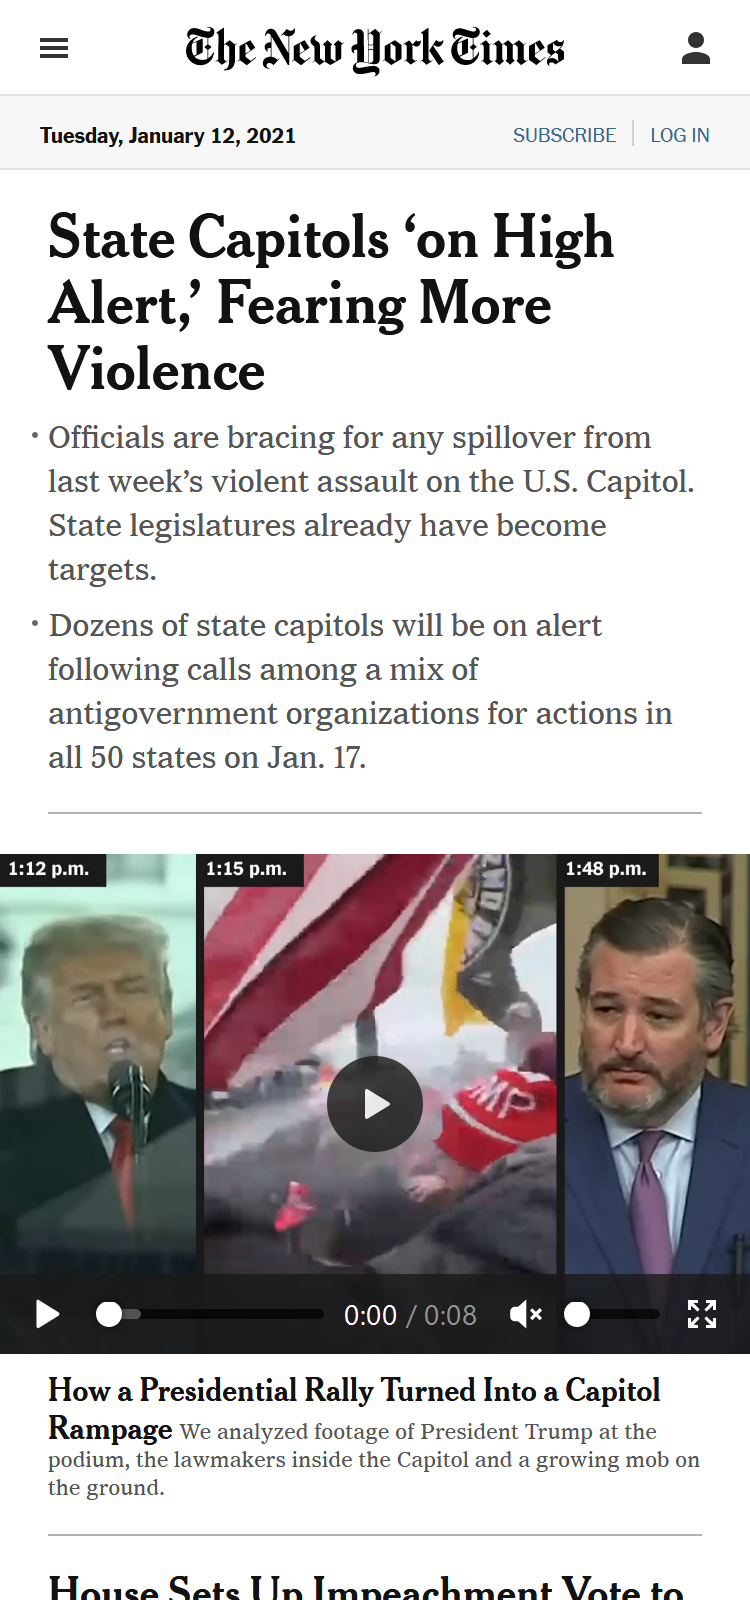 The New York Times
Tuesday, January 12, 2021
SUBSCRIBE
LOG IN
State Capitols ‘on High
Alert,’ Fearing More
Violence
• Officials are bracing for any spillover from
last week’s violent assault on the U.S. Capitol.
State legislatures already have become
targets.
• Dozens of state capitols will be on alert
following calls among a mix of
antigovernment organizations for actions in
all 50 states on Jan. 17.
1:12 p.m.
1:15 p.m.
1:48 p.m.
0:00 / 0:08
How a Presidential Rally Turned Into a Capitol
Rampage We analyzed footage of President Trump at the
podium, the lawmakers inside the Capitol and a growing mob on
the ground.
House Sets Up Impeachment Vote to